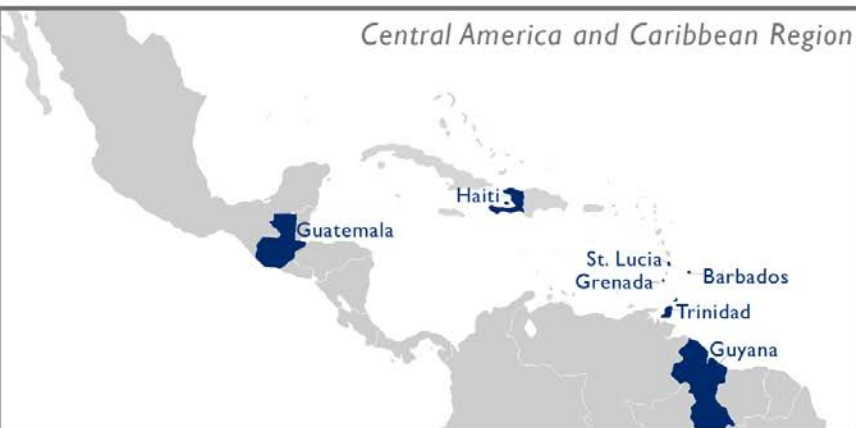 Central America and Caribbean Region
Haiti
Guatemala
St. Lucia
Barbados
Grenada
Trinidad
Guyana